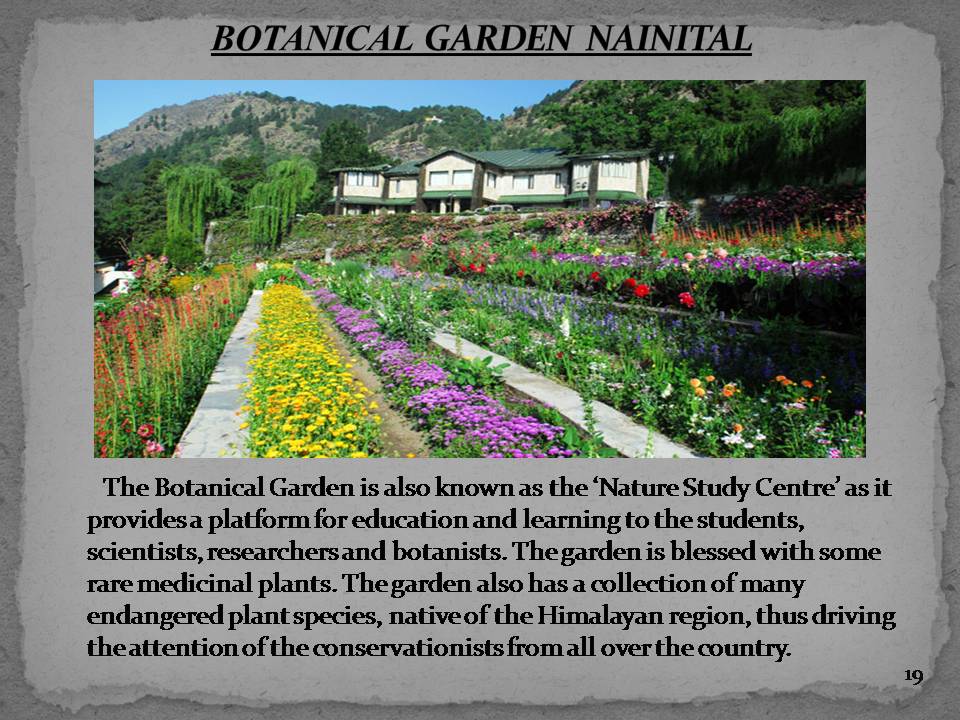 BOTANICAL GARDEN NAINITAL
The Botanical Garden is also known as the ‘Nature Study Centre’ as it
provides a platform for education and learning to the students,
scientists, researchers and botanists. The garden is blessed with some
rare medicinal plants. The garden also has a collection of many
endangered plant species, native of the Himalayan region, thus driving
the attention of the conservationists from all over the country.
19